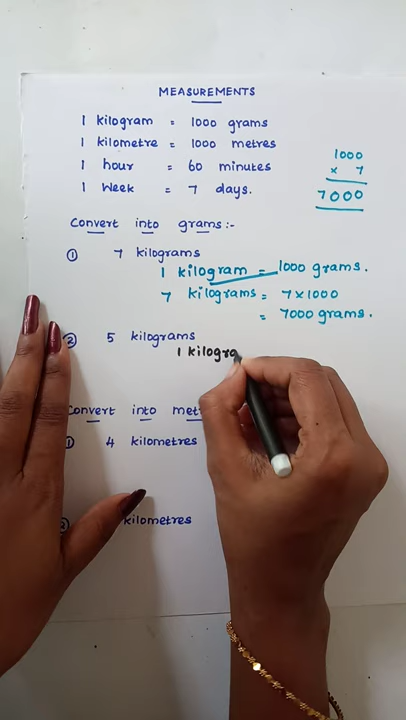 MEASUREMENTS
1 kilogram = 1000 grams
1 kilometre = 1000 metres
1 hour = 60 minutes
1 Week = 7 days.
1000
× 7
7000
Convert into grams:-
① 7 kilograms
1 kilogram = 1000 grams.
7 kilograms = 7 × 1000
= 7000 grams.
② 5 kilograms
1 kilogra
Convert into met
① 4 kilometres
kilometres